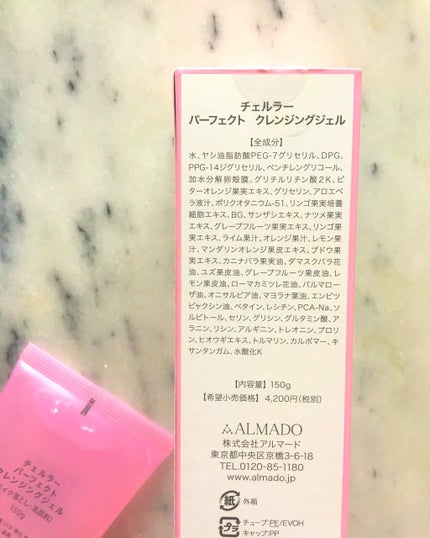 チェルラー
パーフェクト クレンジングジェル
【全成分】
水、ヤシ油脂肪酸PEG-7グリセリル、DPG、
PPG-14ジグリセリル、ペンチレングリコール、
加水分解卵殻膜、グリチルリチン酸2K、ビ
ターオレンジ果実エキス、グリセリン、アロエベ
ラ液汁、ポリクオタニウム-51、リンゴ果実培養
細胞エキス、BG、サンザシエキス、ナツメ果実
エキス、グレープフルーツ果実エキス、リンゴ果
実エキス、ライム果汁、オレンジ果汁、レモン果
汁、マンダリンオレンジ果皮エキス、ブドウ果
実エキス、カニナバラ果実油、ダマスクバラ花
油、ユズ果皮油、グレープフルーツ果皮油、レ
モン果皮油、ローマカミツレ花油、パルマローザ
油、オニサルビア油、マヨラナ葉油、エンピツ
ビャクシン油、ベタイン、レシチン、PCA-Na、ソ
ルビトール、セリン、グリシン、グルタミン酸、ア
ラニン、リシン、アルギニン、トレオニン、プロリ
ン、ヒオウギエキス、トルマリン、カルボマー、キ
サンタンガム、水酸化K
【内容量】150g
【希望小売価格】4,200円(税別)
ALMADO
株式会社アルマード
東京都中央区京橋3-6-18
TEL.0120-85-1180
www.almado.jp
紙 外箱
プラ チューブ:PE/EVOH
キャップ:PP
チェルラー
パーフェクト
クレンジングジェル
(メイク落とし・洗顔料)
150g